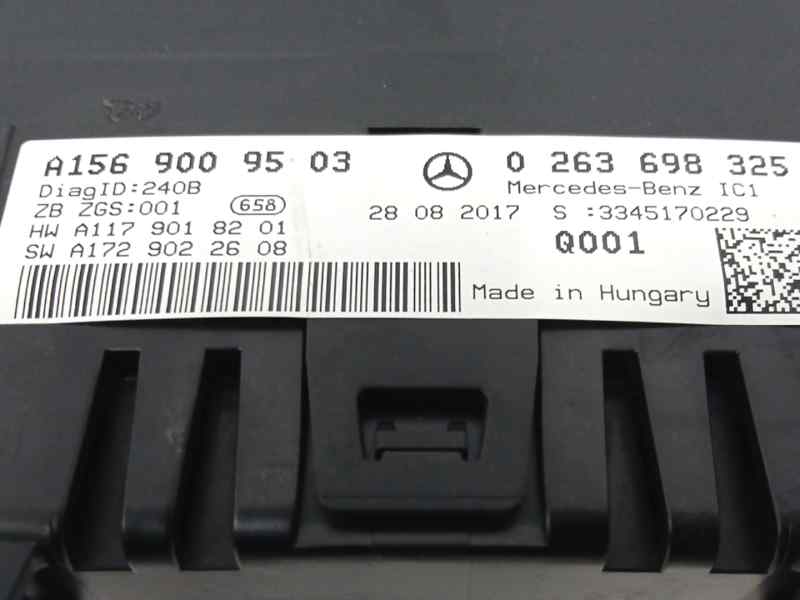 A156 900 95 03
DiagID:240B
ZB ZGS:001 658
HW A117 901 82 01
SW A172 902 26 08
0 263 698 325
Mercedes-Benz IC1
28 08 2017 S :3345170229
Q001
Made in Hungary